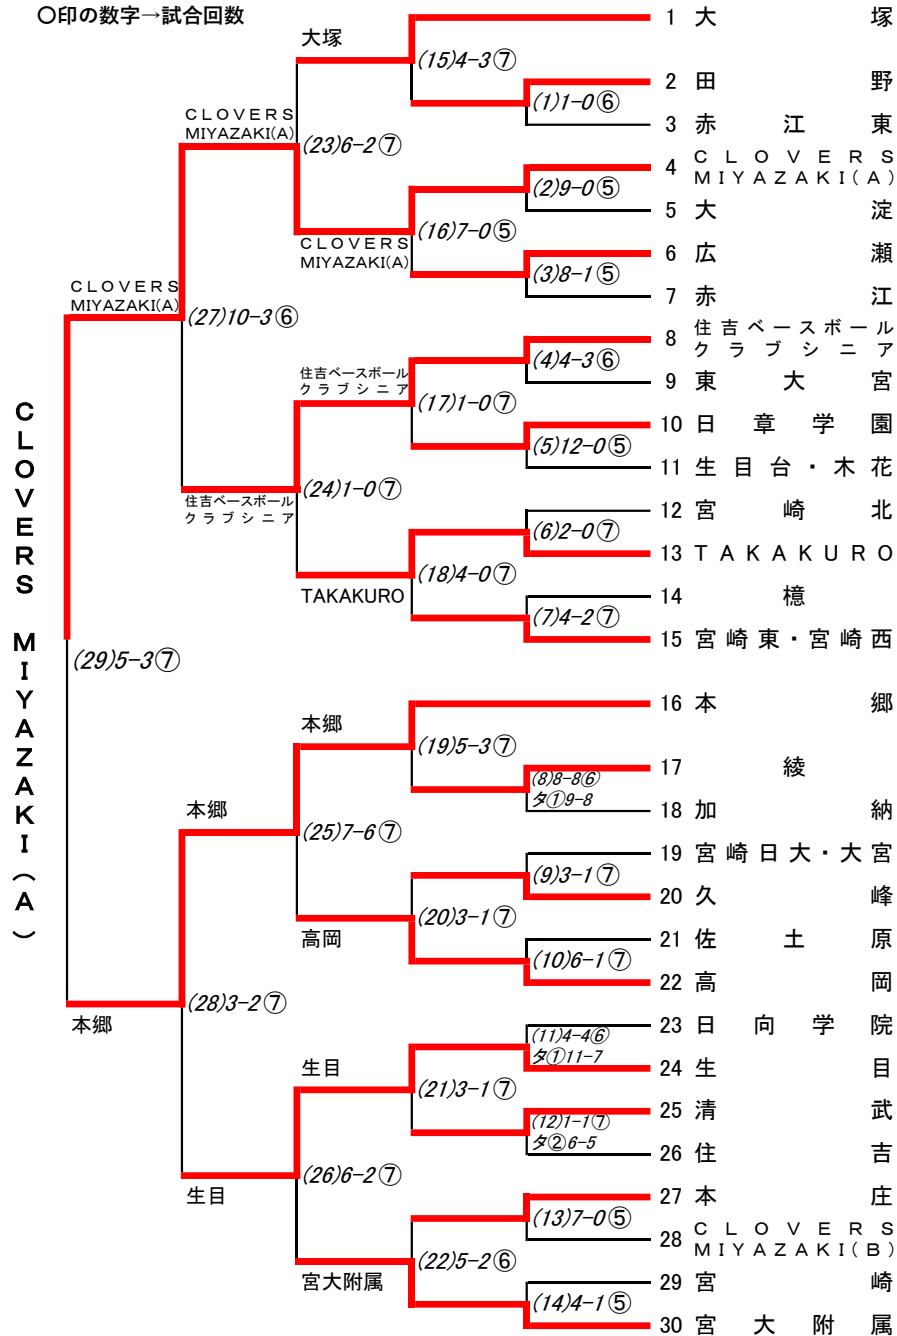 〇印の数字→試合回数
1 大塚
大塚
(15)4-3⑦
2 田野
(1)1-0⑥
3 赤江東
CLOVERS
MIYAZAKI(A)
(23)6-2⑦
4 CLOVERS
MIYAZAKI(A)
(2)9-0⑤
5 大淀
(16)7-0⑤
CLOVERS
MIYAZAKI(A)
6 広瀬
(3)8-1⑤
7 赤江
CLOVERS
MIYAZAKI(A)
(27)10-3⑥
8 住吉ベースボール
クラブシニア
(4)4-3⑥
9 東大宮
住吉ベースボール
クラブシニア
(17)1-0⑦
10 日章学園
(5)12-0⑤
11 生目台・木花
(24)1-0⑦
住吉ベースボール
クラブシニア
12 宮崎北
(6)2-0⑦
13 TAKAKURO
(18)4-0⑦
TAKAKURO
14 檍
(7)4-2⑦
15 宮崎東・宮崎西
CLOVERS MIYAZAKI(A)
(29)5-3⑦
16 本郷
本郷
(19)5-3⑦
17 綾
(8)8-8⑥
タ①9-8
18 加納
本郷
(25)7-6⑦
19 宮崎日大・大宮
(9)3-1⑦
20 久峰
(20)3-1⑦
高岡
21 佐土原
(10)6-1⑦
22 高岡
(28)3-2⑦
本郷
23 日向学院
(11)4-4⑥
タ①11-7
24 生目
生目
(21)3-1⑦
25 清武
(12)1-1⑦
タ②6-5
26 住吉
(26)6-2⑦
生目
27 本庄
(13)7-0⑤
28 CLOVERS
MIYAZAKI(B)
(22)5-2⑥
宮大附属
29 宮崎
(14)4-1⑤
30 宮大附属